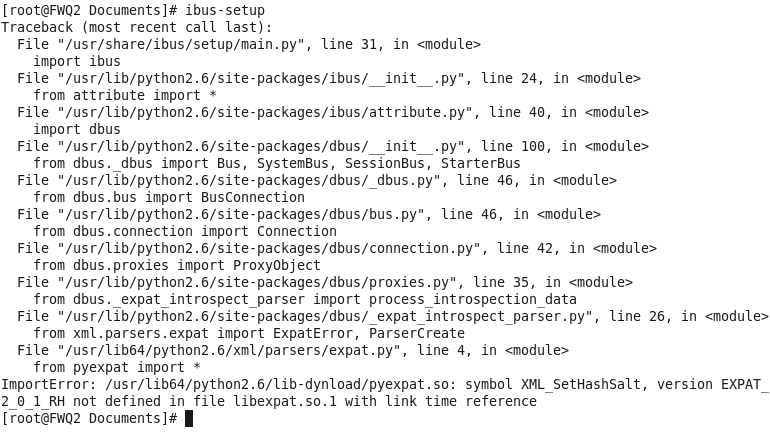 [root@FWQ2 Documents]# ibus-setup
Traceback (most recent call last):
  File "/usr/share/ibus/setup/main.py", line 31, in <module>
    import ibus
  File "/usr/lib/python2.6/site-packages/ibus/__init__.py", line 24, in <module>
    from attribute import *
  File "/usr/lib/python2.6/site-packages/ibus/attribute.py", line 40, in <module>
    import dbus
  File "/usr/lib/python2.6/site-packages/dbus/__init__.py", line 100, in <module>
    from dbus._dbus import Bus, SystemBus, SessionBus, StarterBus
  File "/usr/lib/python2.6/site-packages/dbus/_dbus.py", line 46, in <module>
    from dbus.bus import BusConnection
  File "/usr/lib/python2.6/site-packages/dbus/bus.py", line 46, in <module>
    from dbus.connection import Connection
  File "/usr/lib/python2.6/site-packages/dbus/connection.py", line 42, in <module>
    from dbus.proxies import ProxyObject
  File "/usr/lib/python2.6/site-packages/dbus/proxies.py", line 35, in <module>
    from dbus._expat_introspect_parser import process_introspection_data
  File "/usr/lib/python2.6/site-packages/dbus/_expat_introspect_parser.py", line 26, in <module>
    from xml.parsers.expat import ExpatError, ParserCreate
  File "/usr/lib64/python2.6/xml/parsers/expat.py", line 4, in <module>
    from pyexpat import *
ImportError: /usr/lib64/python2.6/lib-dynload/pyexpat.so: symbol XML_SetHashSalt, version EXPAT_
2_0_1_RH not defined in file libexpat.so.1 with link time reference
[root@FWQ2 Documents]#